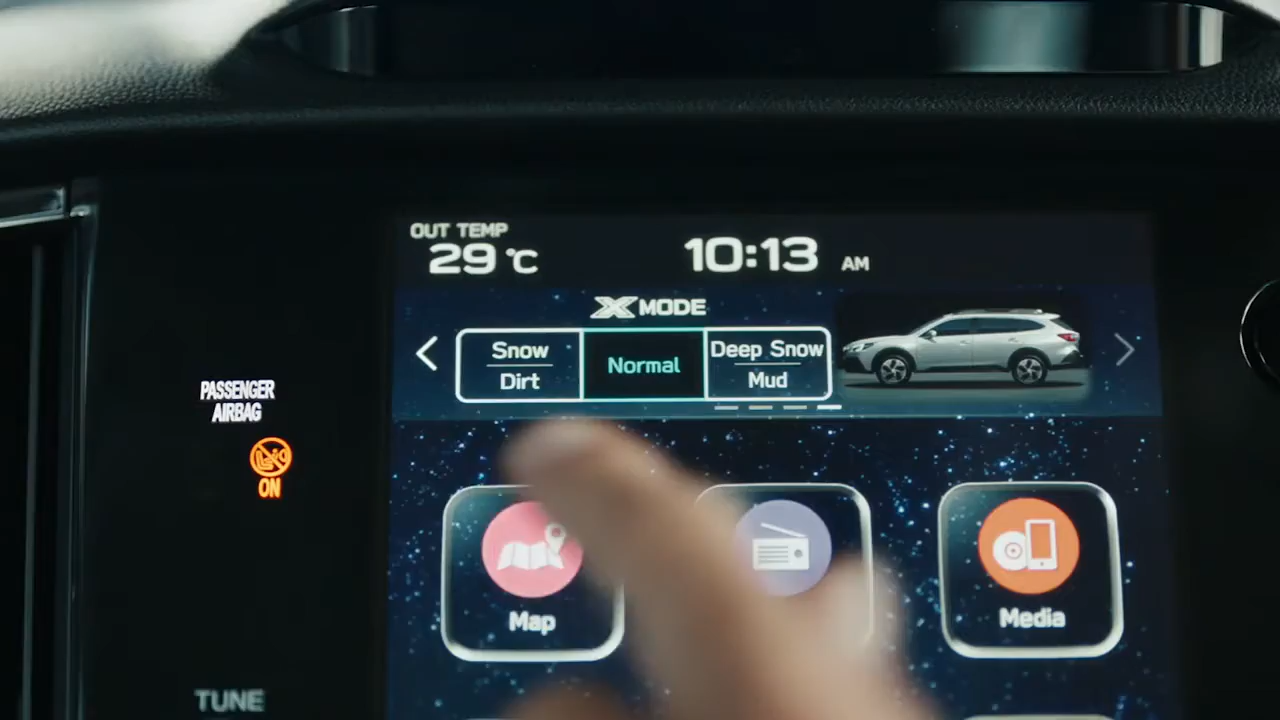 OUT TEMP
29 °C
10:13 AM
X MODE
Snow
Dirt
Normal
Deep Snow
Mud
PASSENGER
AIRBAG
ON
Map
Media
TUNE